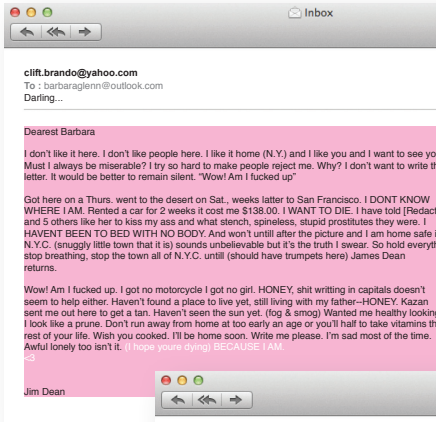 Inbox
clift.brando@yahoo.com
To : barbaraglenn@outlook.com
Darling...
Dearest Barbara
I don't like it here. I don't like people here. I like it home (N.Y.) and I like you and I want to see
Must I always be miserable? I try so hard to make people reject me. Why? I don't want to write
letter. It would be better to remain silent. "Wow! Am I fucked up"
Got here on a Thurs. went to the desert on Sat., weeks latter to San Francisco. I DONT KNOW
WHERE I AM. Rented a car for 2 weeks it cost me $138.00. I WANT TO DIE. I have told
and 5 others like her to kiss my ass and what stench, spineless, stupid prostitutes they were. I
HAVENT BEEN TO BED WITH NO BODY. And won't untill after the picture and I am home safe
N.Y.C. (snuggly little town that it is) sounds unbelievable but it's the truth I swear. So hold
stop breathing, stop the town all of N.Y.C. untill (should have trumpets here) James Dean
returns.
Wow! Am I fucked up. I got no motorcycle I got no girl. HONEY, shit writting in capitals doesn't
seem to help either. Haven't found a place to live yet, still living with my father--HONEY. Kazan
sent me out here to get a tan. Haven't seen the sun yet. (fog & smog) Wanted me healthy looking
I look like a prune. Don't run away from home at too early an age or you'll half to take vitamins
rest of your life. Wish you cooked. I'll be home soon. Write me please. I'm sad most of the time.
Awful lonely too isn't it. (I hope youre dying) BECAUSE I AM.
<3
Jim Dean